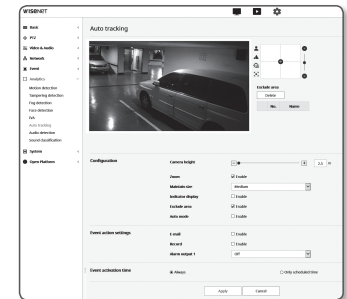 WISENET
Auto tracking
Basic
PTZ
Video & Audio
Network
Event
Analytics
Motion detection
Tampering detection
Fog detection
Face detection
IVA
Auto tracking
Audio detection
Sound classification
System
Open Platform
Exclude area
Delete
No. Name
Configuration
Camera height 2.5 m
Zoom Enable
Maintain size Medium
Indicator display Enable
Exclude area Enable
Auto mode Enable
Event action settings
E-mail Enable
Record Enable
Alarm output 1 Off
Event activation time
Always Only scheduled time
Apply Cancel